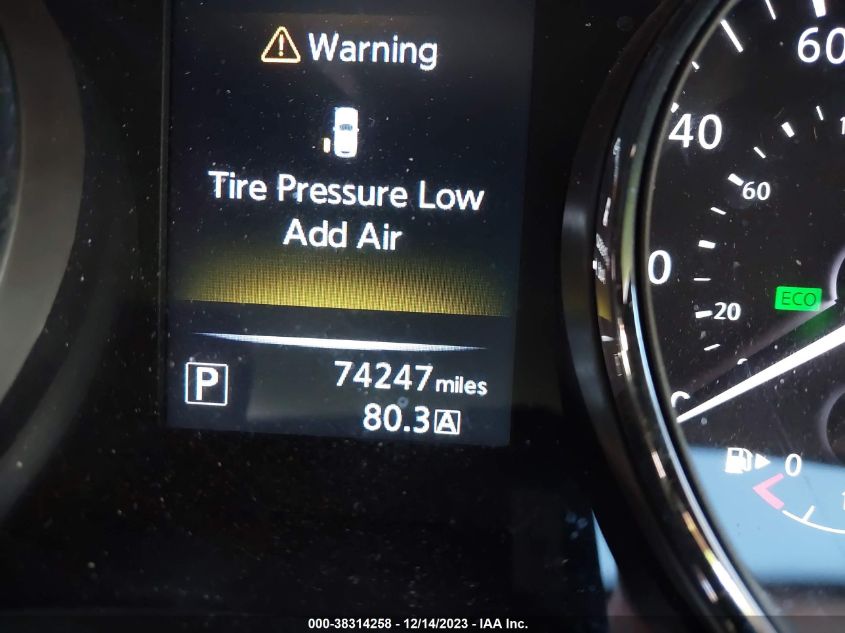 Warning
Tire Pressure Low
Add Air
P
74247 miles
80.3 A
60
40
60
20
ECO
0
000-38314258 - 12/14/2023 - IAA Inc.